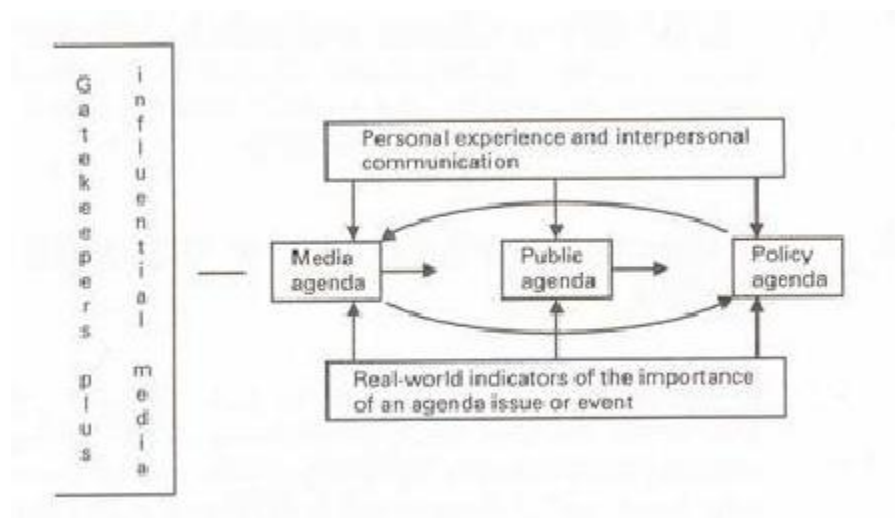 Gatekeepers plus
influential media
Personal experience and interpersonal
communication
Media
agenda
Public
agenda
Policy
agenda
Real-world indicators of the importance
of an agenda issue or event